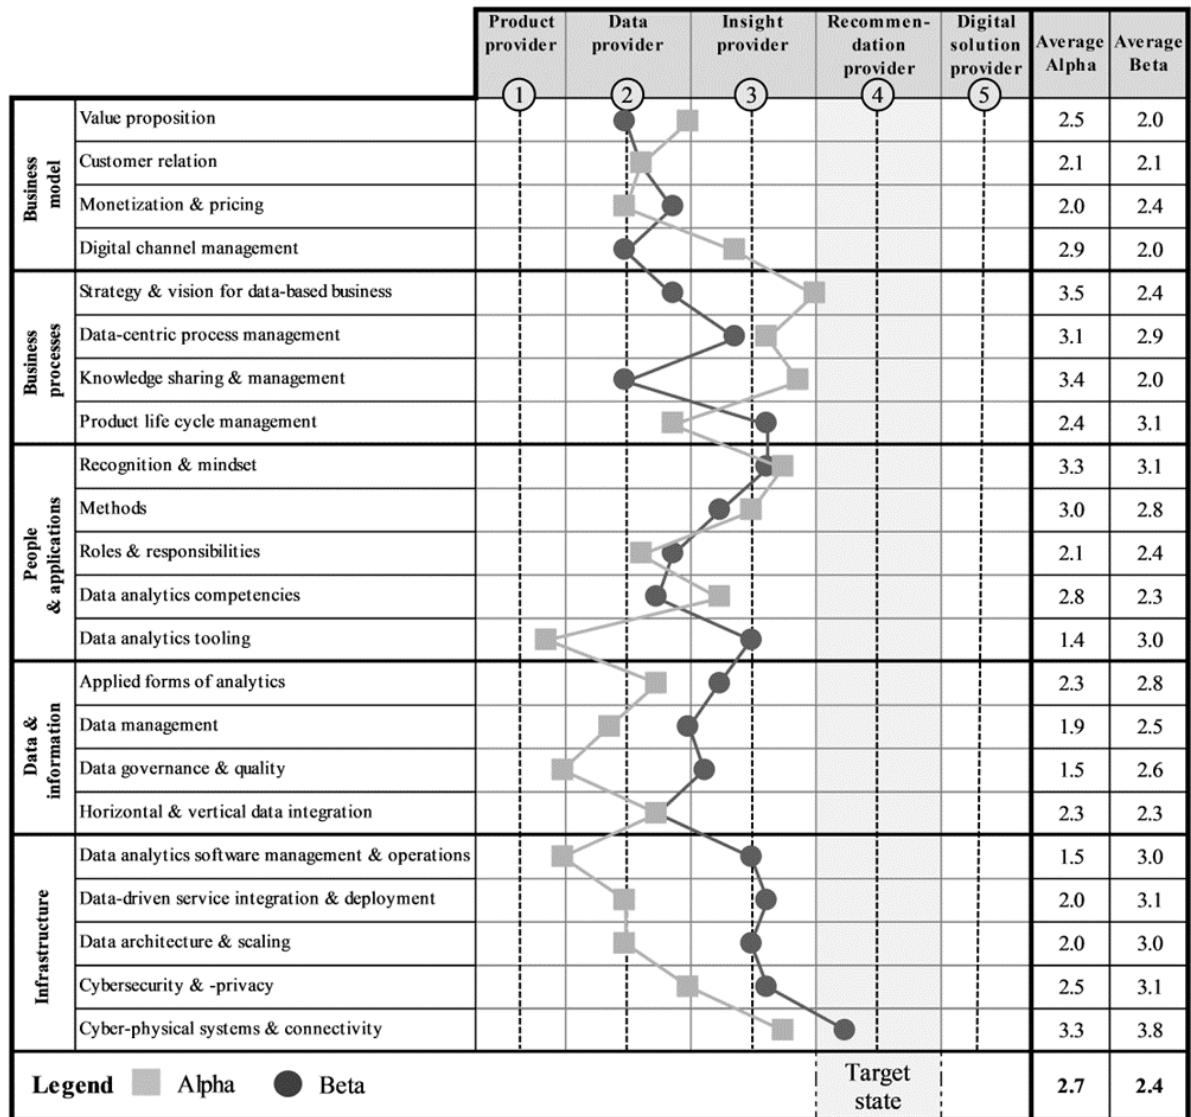 Product provider
Data provider
Insight provider
Recommen-dation provider
Digital solution provider
Average Alpha
Average Beta
1 2 3 4 5
Business model
Value proposition 2.5 2.0
Customer relation 2.1 2.1
Monetization & pricing 2.0 2.4
Digital channel management 2.9 2.0
Business processes
Strategy & vision for data-based business 3.5 2.4
Data-centric process management 3.1 2.9
Knowledge sharing & management 3.4 2.0
Product life cycle management 2.4 3.1
People & applications
Recognition & mindset 3.3 3.1
Methods 3.0 2.8
Roles & responsibilities 2.1 2.4
Data analytics competencies 2.8 2.3
Data analytics tooling 1.4 3.0
Data & information
Applied forms of analytics 2.3 2.8
Data management 1.9 2.5
Data governance & quality 1.5 2.6
Horizontal & vertical data integration 2.3 2.3
Infrastructure
Data analytics software management & operations 1.5 3.0
Data-driven service integration & deployment 2.0 3.1
Data architecture & scaling 2.0 3.0
Cybersecurity & -privacy 2.5 3.1
Cyber-physical systems & connectivity 3.3 3.8
Legend Alpha Beta
Target state
2.7 2.4